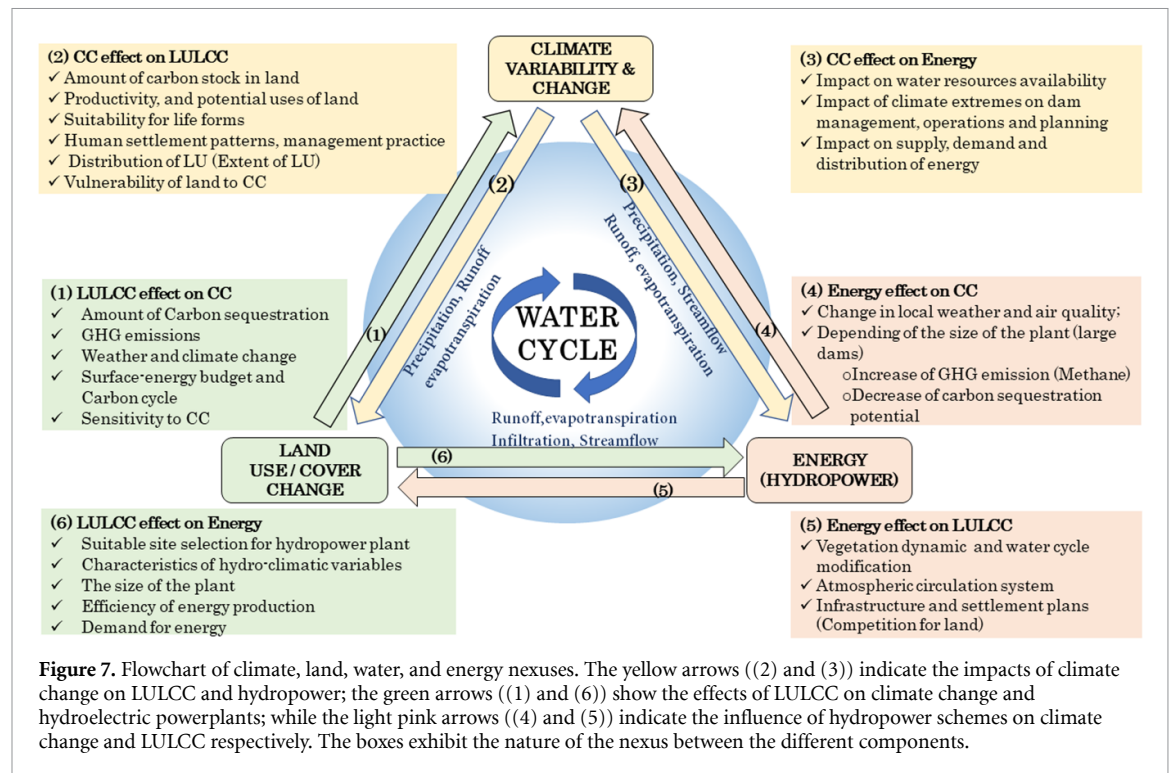 CLIMATE
VARIABILITY &
CHANGE
(2) CC effect on LULCC
✓ Amount of carbon stock in land
✓ Productivity, and potential uses of land
✓ Suitability for life forms
✓ Human settlement patterns, management practice
✓ Distribution of LU (Extent of LU)
✓ Vulnerability of land to CC
(3) CC effect on Energy
✓ Impact on water resources availability
✓ Impact of climate extremes on dam
management, operations and planning
✓ Impact on supply, demand and
distribution of energy
(2)
(3)
Precipitation, Runoff
evapotranspiration
Precipitation, Streamflow
Runoff, evapotranspiration
(1) LULCC effect on CC
✓ Amount of Carbon sequestration
✓ GHG emissions
✓ Weather and climate change
✓ Surface-energy budget and
Carbon cycle
✓ Sensitivity to CC
(1)
WATER
CYCLE
(4)
(4) Energy effect on CC
✓ Change in local weather and air quality;
✓ Depending of the size of the plant (large
dams)
oIncrease of GHG emission (Methane)
oDecrease of carbon sequestration
potential
Runoff,evapotranspiration
Infiltration, Streamflow
LAND
USE / COVER
CHANGE
(6)
(5)
ENERGY
(HYDROPOWER)
(6) LULCC effect on Energy
✓ Suitable site selection for hydropower plant
✓ Characteristics of hydro-climatic variables
✓ The size of the plant
✓ Efficiency of energy production
✓ Demand for energy
(5) Energy effect on LULCC
✓ Vegetation dynamic and water cycle
modification
✓ Atmospheric circulation system
✓ Infrastructure and settlement plans
(Competition for land)
Figure 7. Flowchart of climate, land, water, and energy nexuses. The yellow arrows ((2) and (3)) indicate the impacts of climate
change on LULCC and hydropower; the green arrows ((1) and (6)) show the effects of LULCC on climate change and
hydroelectric powerplants; while the light pink arrows ((4) and (5)) indicate the influence of hydropower schemes on climate
change and LULCC respectively. The boxes exhibit the nature of the nexus between the different components.